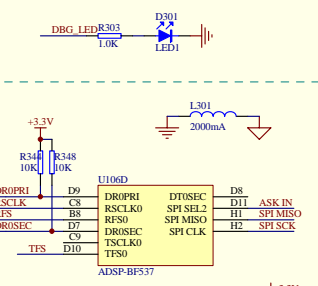 DBG_LED R303 D301
1.0K LED1
L301
+3.3V 2000mA
R344 R348
10K 10K
U106D
DR0PRI D9 DR0PRI DT0SEC D8
RSCLK C8 RSCLK0 SPI SEL2 D11 ASK IN
RFS B8 RFS0 SPI MISO H1 SPI MISO
DR0SEC D7 DR0SEC SPI CLK H2 SPI SCK
C9 TSCLK0
TFS D10 TFS0
ADSP-BF537